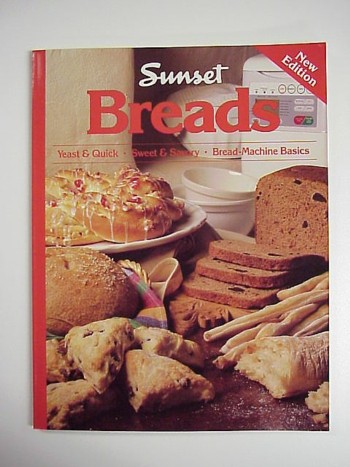 Sunset
New
Edition
Breads
Yeast & Quick • Sweet & Savory • Bread-Machine Basics